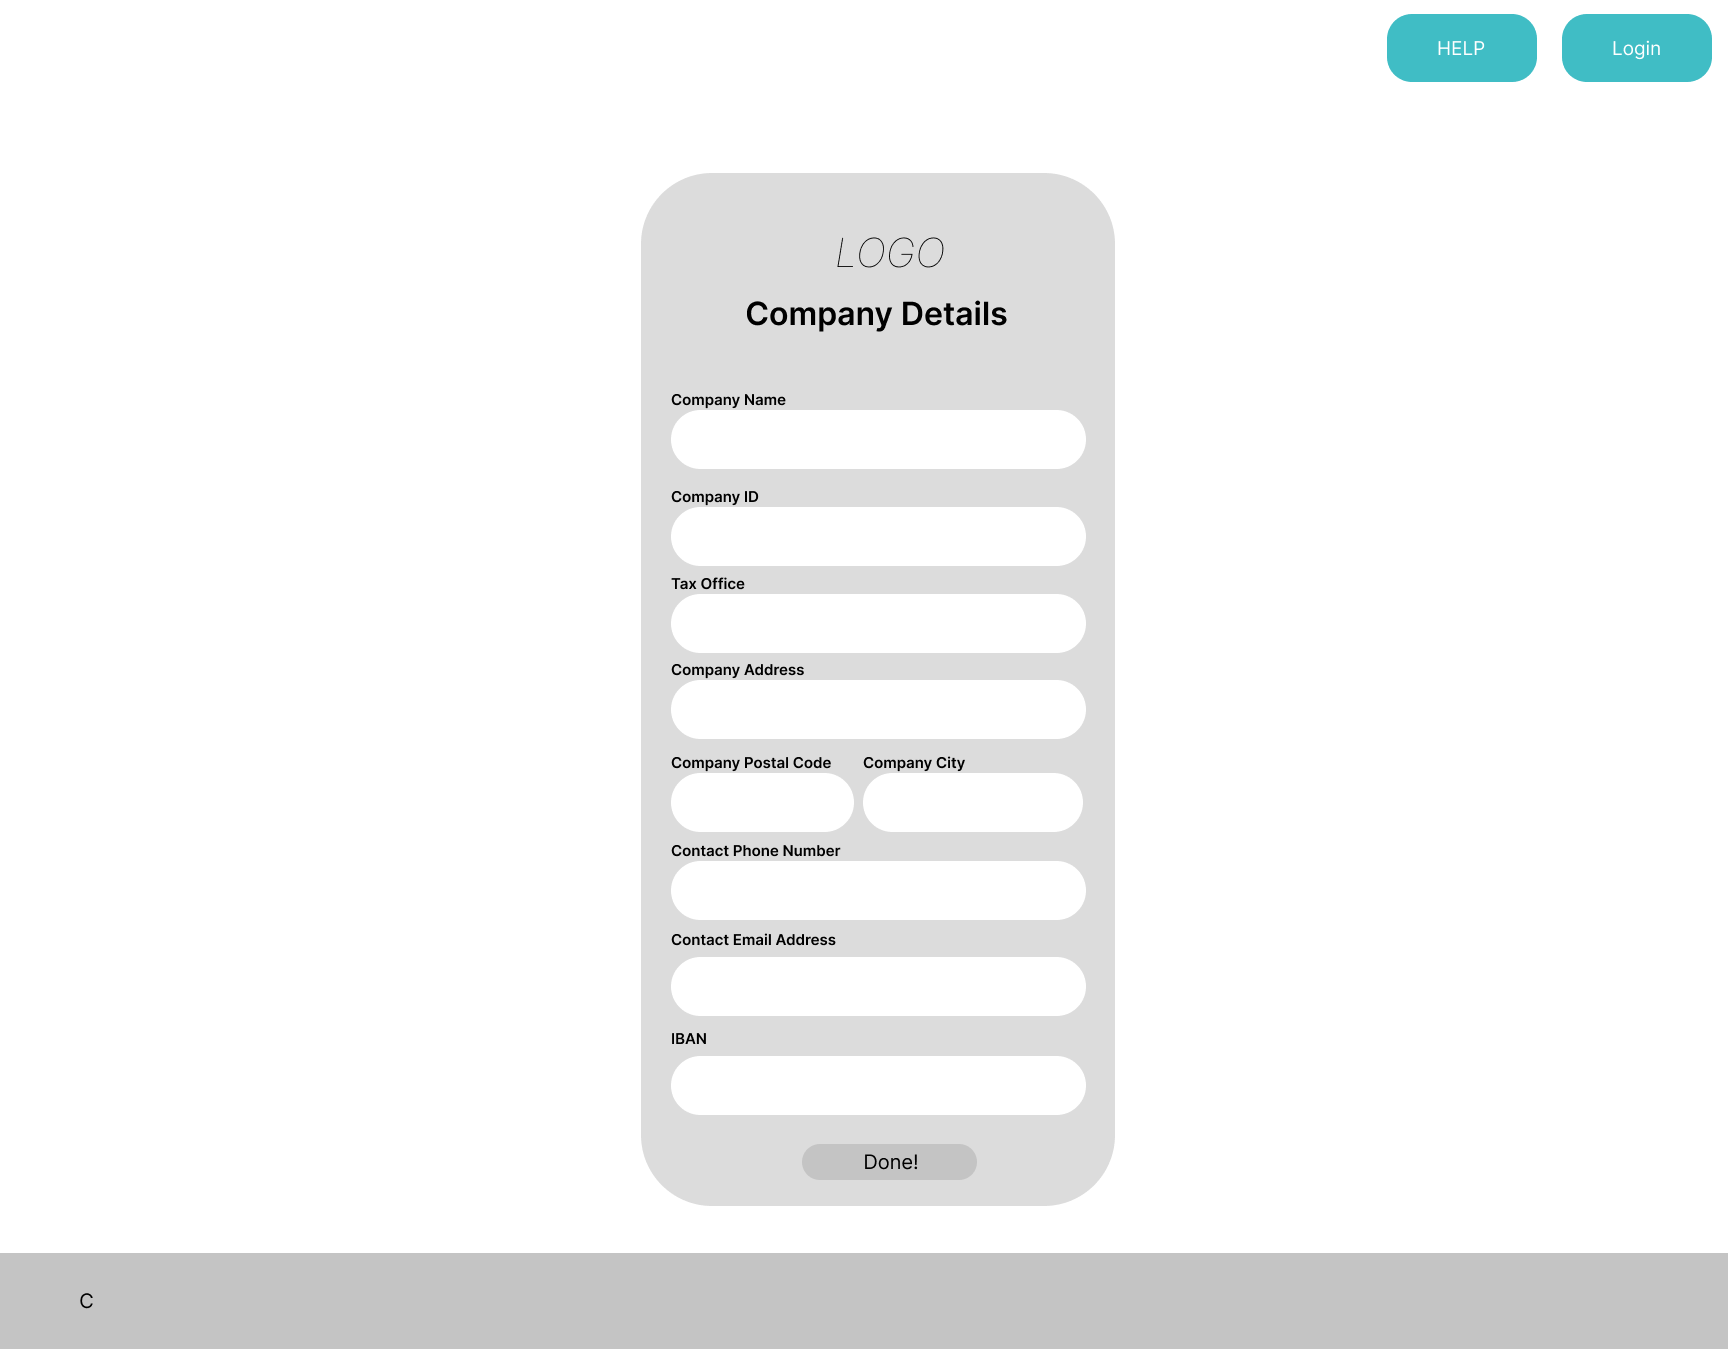 HELP
Login
LOGO
Company Details
Company Name
Company ID
Tax Office
Company Address
Company Postal Code
Company City
Contact Phone Number
Contact Email Address
IBAN
Done!
C